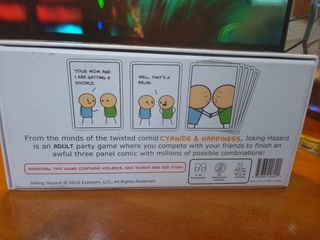 YOUR MOM AND
I ARE GETTING A
DIVORCE.
WELL, THAT'S A
RELIEF.
From the minds of the twisted comic CYANIDE & HAPPINESS, Joking Hazard
is an ADULT party game where you compete with your friends to finish an
awful three panel comic with millions of possible combinations!
WARNING: THIS GAME CONTAINS VIOLENCE, BAD WORDS AND SEX STUFF.
Joking Hazard © 2016 Explosm, LLC. All Rights Reserved.